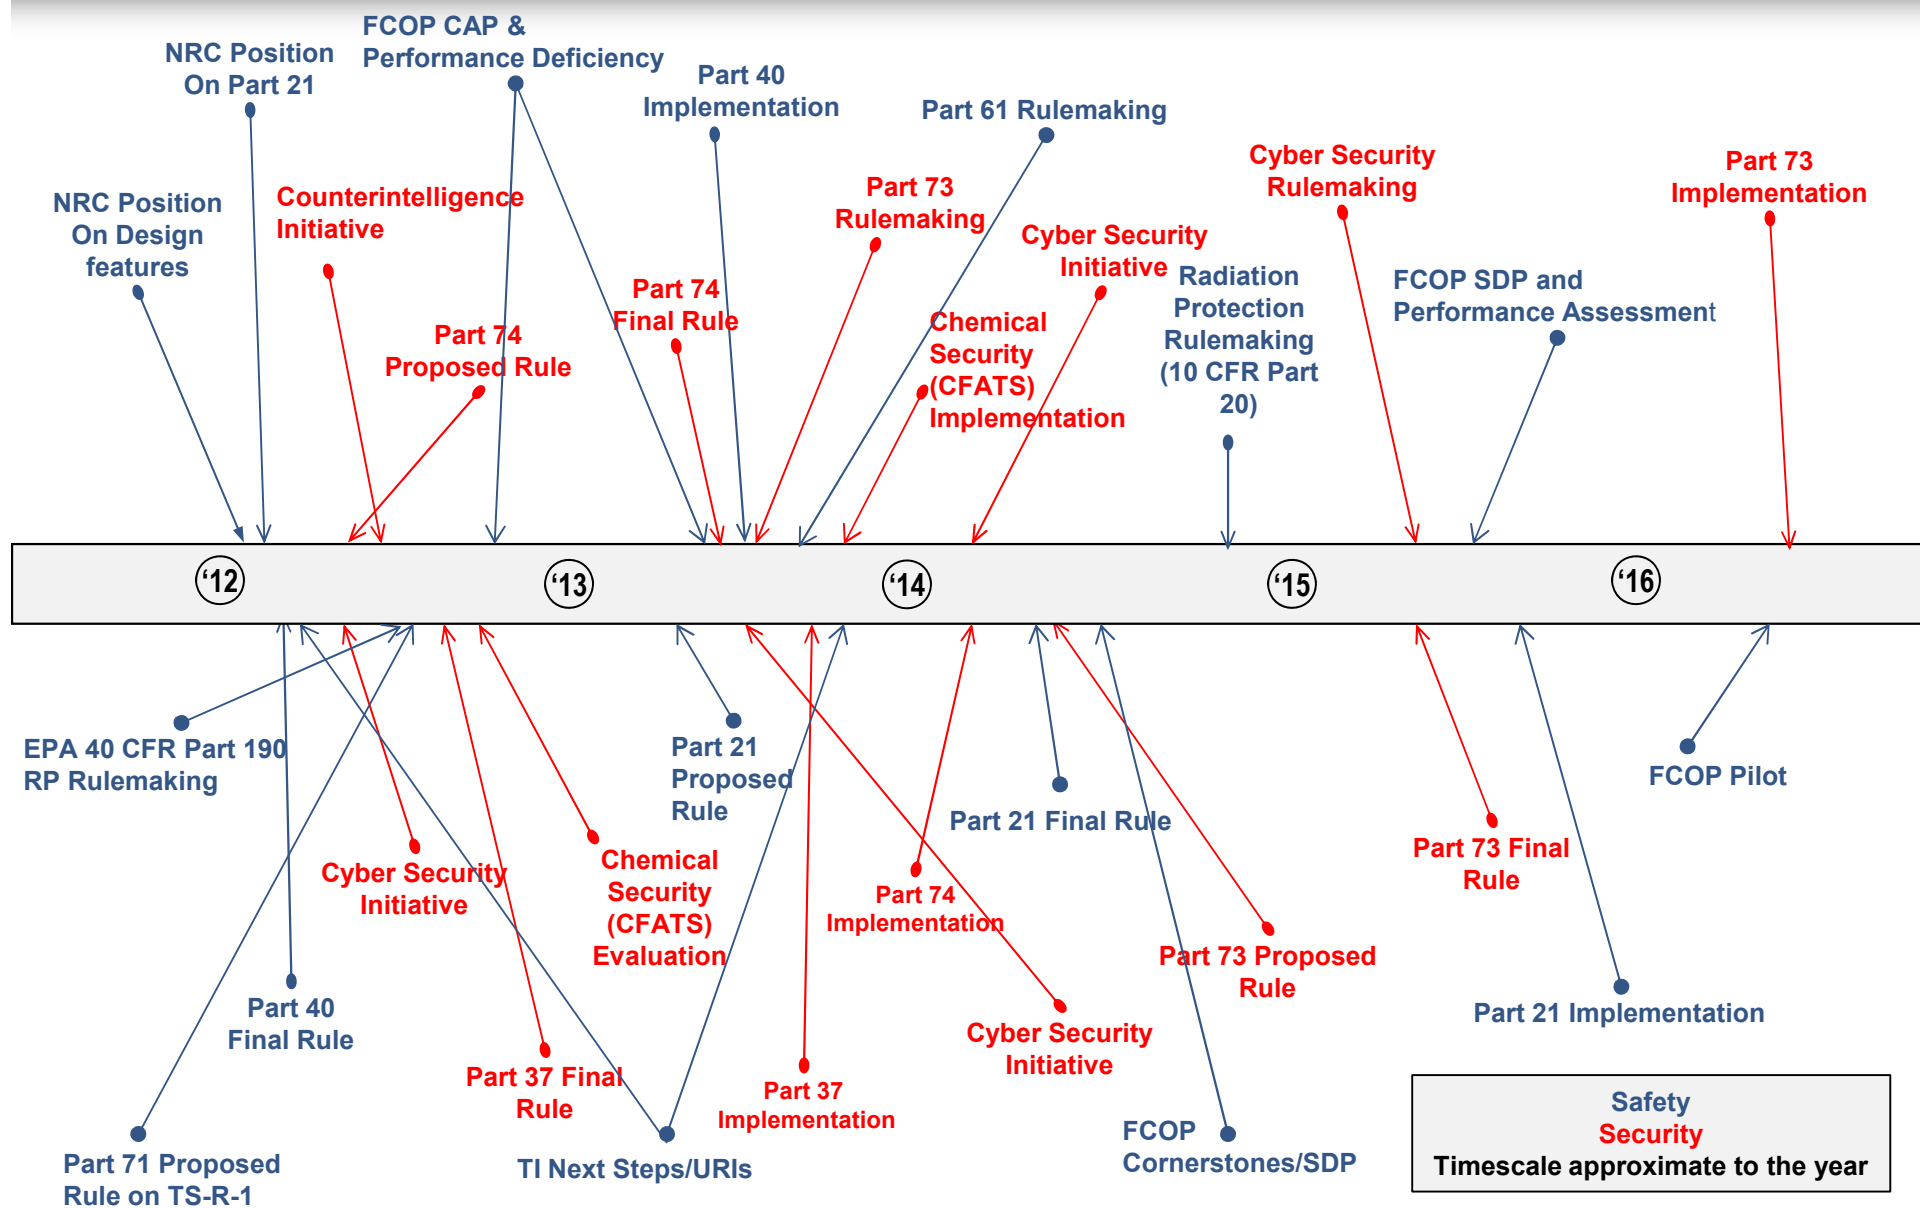 FCOP CAP &
Performance Deficiency
NRC Position
On Part 21
Part 40
Implementation
Part 61 Rulemaking
Cyber Security
Rulemaking
Part 73
Implementation
NRC Position
On Design
features
Counterintelligence
Initiative
Part 73
Rulemaking
Cyber Security
Initiative
Radiation
Protection
Rulemaking
(10 CFR Part
20)
FCOP SDP and
Performance Assessment
Part 74
Final Rule
Part 74
Proposed Rule
Chemical
Security
(CFATS)
Implementation
‘12
‘13
‘14
‘15
‘16
EPA 40 CFR Part 190
RP Rulemaking
Part 21
Proposed
Rule
FCOP Pilot
Part 21 Final Rule
Cyber Security
Initiative
Chemical
Security
(CFATS)
Evaluation
Part 74
Implementation
Part 73 Final
Rule
Part 73 Proposed
Rule
Part 40
Final Rule
Cyber Security
Initiative
Part 21 Implementation
Part 37 Final
Rule
Part 37
Implementation
Part 71 Proposed
Rule on TS-R-1
TI Next Steps/URIs
FCOP
Cornerstones/SDP
Safety
Security
Timescale approximate to the year